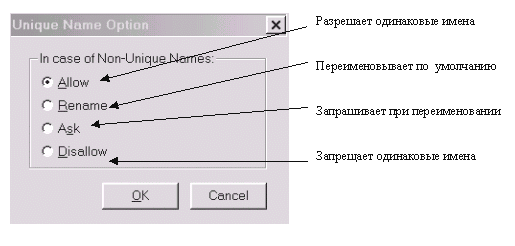 Unique Name Option
Разрешает одинаковые имена
In case of Non-Unique Names:
Allow
Переименовывает по умолчанию
Rename
Запрашивает при переименовании
Ask
Запрещает одинаковые имена
Disallow
OK Cancel